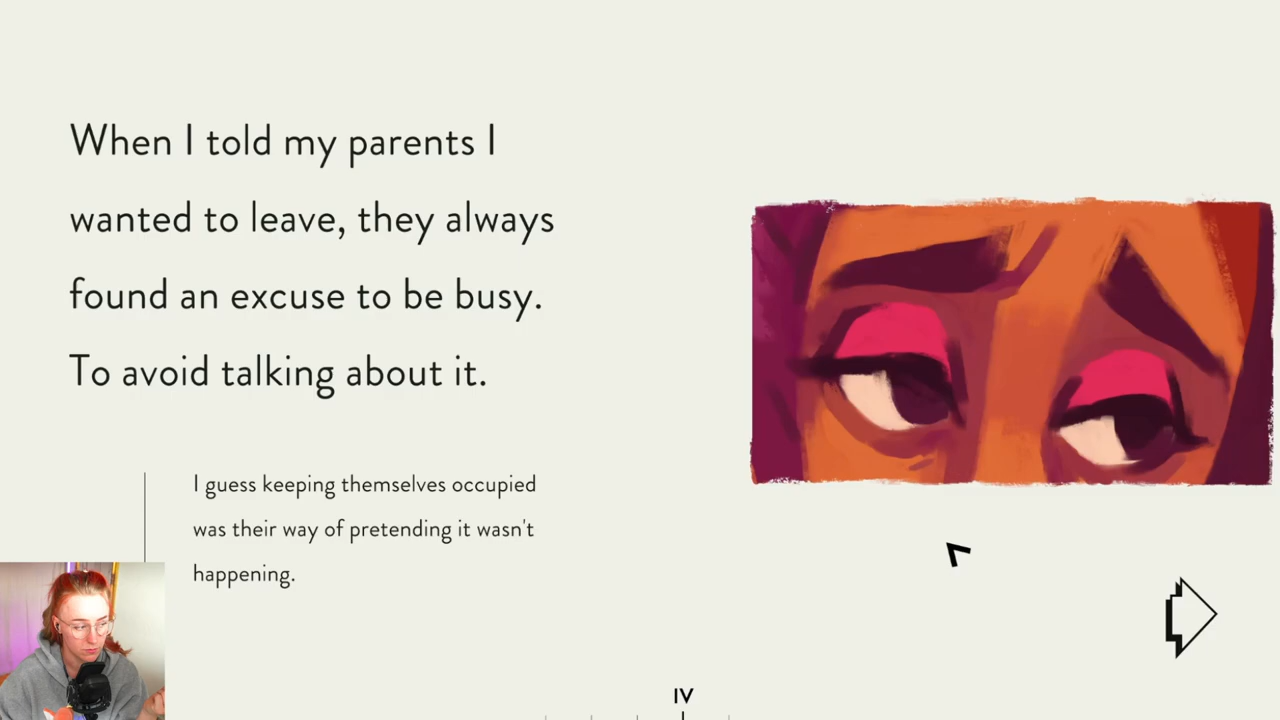 When I told my parents I
wanted to leave, they always
found an excuse to be busy.
To avoid talking about it.
I guess keeping themselves occupied
was their way of pretending it wasn't
happening.
IV